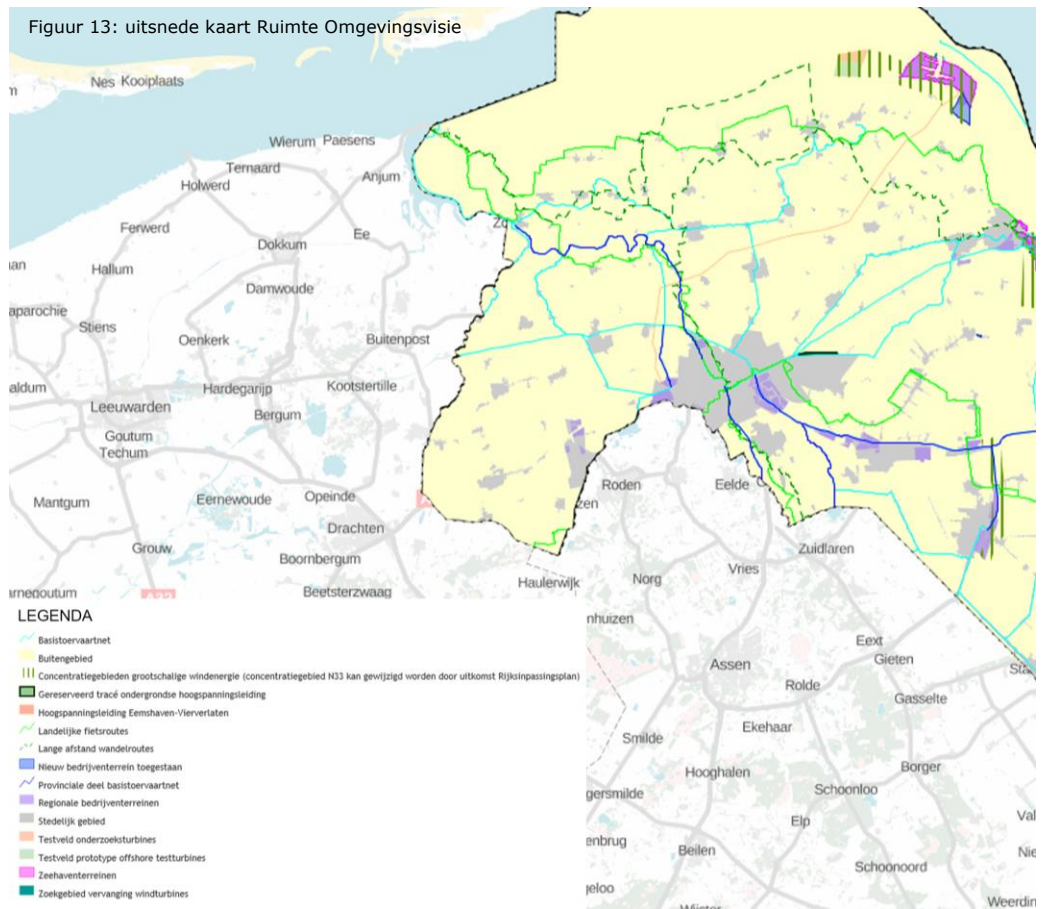 Figuur 13: uitsnede kaart Ruimte Omgevingsvisie
Nes Kooiplaats
Wierum Paesens
Ternaard
Anjum
Holwerd
Ferwerd
Ee
Dokkum
Hallum
Damwoude
Stiens
Oenkerk
Buitenpost
Hardegarijp
Kootstertille
Leeuwarden
Bergum
Goutum
Techum
Eernewoude
Opeinde
Roden
Eelde
Mantgum
Drachten
Grouw
Boornbergum
Zuidlaren
Beetsterzwaag
Haulerwijk
Norg
Vries
LEGENDA
Basistoervaartnet
Buitengebied
Concentratiegebieden grootschalige windenergie (concentratiegebied N33 kan gewijzigd worden door uitkomst Rijksinpassingsplan)
Gereserveerd tracé ondergrondse hoogspanningsleiding
Hoogspanningsleiding Eemshaven-Vierverlaten
Landelijke fietsroutes
Lange afstand wandelroutes
Nieuw bedrijventerrein toegestaan
Provinciale deel basistoervaartnet
Regionale bedrijventerreinen
Stedelijk gebied
Testveld onderzoeksturbines
Testveld prototype offshore testturbines
Zeehaventerreinen
Zoekgebied vervanging windturbines
nhuizen
Eext
Assen
Gieten
Rolde
Gasselte
Ekehaar
Smilde
Hooghalen
Borger
gersmilde
Schoonloo
Elp
Beilen
Schoonoord